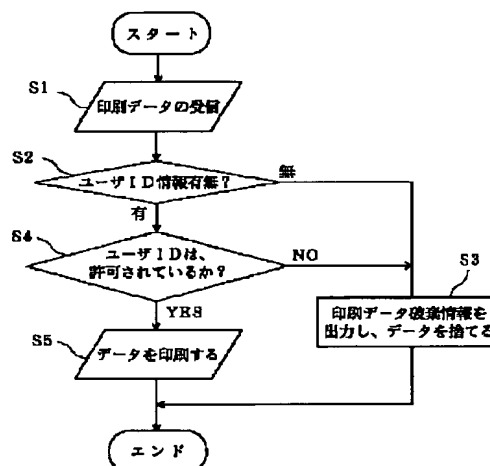 スタート
S1
印刷データの受信
S2
ユーザID情報有無?
無
有
S4
ユーザIDは、
許可されているか?
NO
S3
印刷データ破棄情報を
出力し、データを捨てる
YES
S5
データを印刷する
エンド